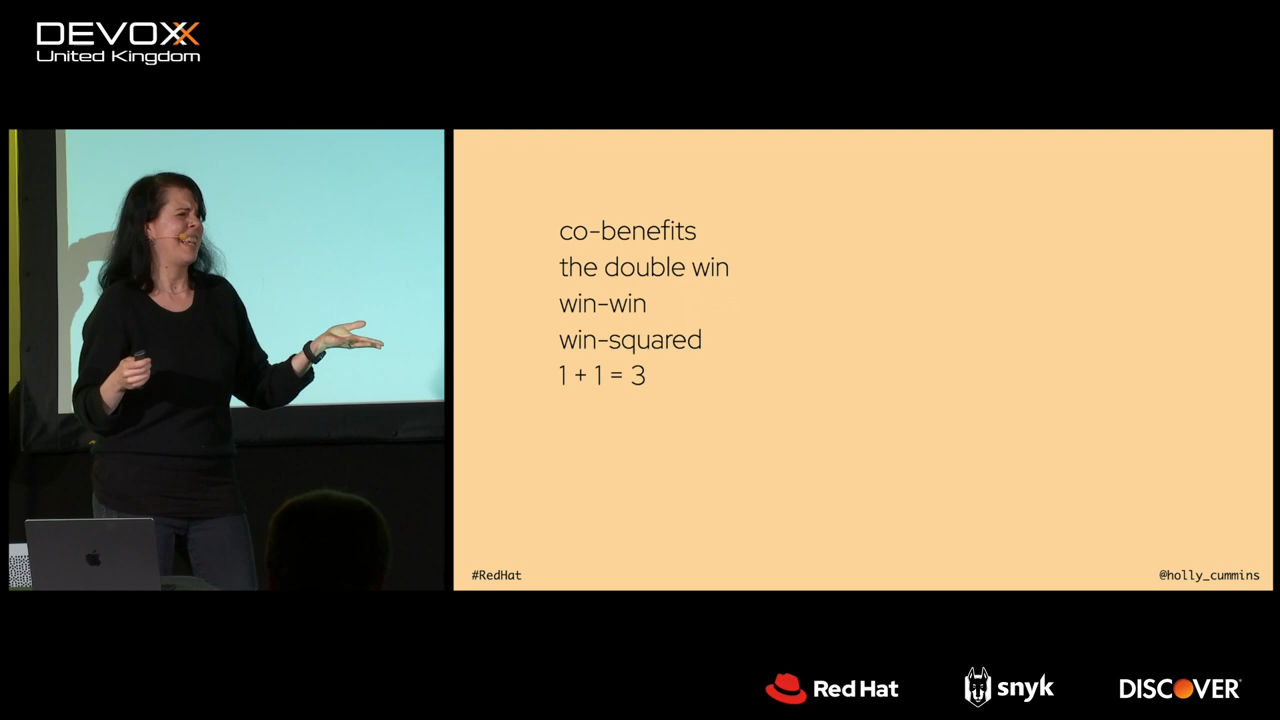 DEVOXX
United Kingdom
co-benefits
the double win
win-win
win-squared
1 + 1 = 3
#RedHat
@holly_cummins
Red Hat
snyk
DISCOVER